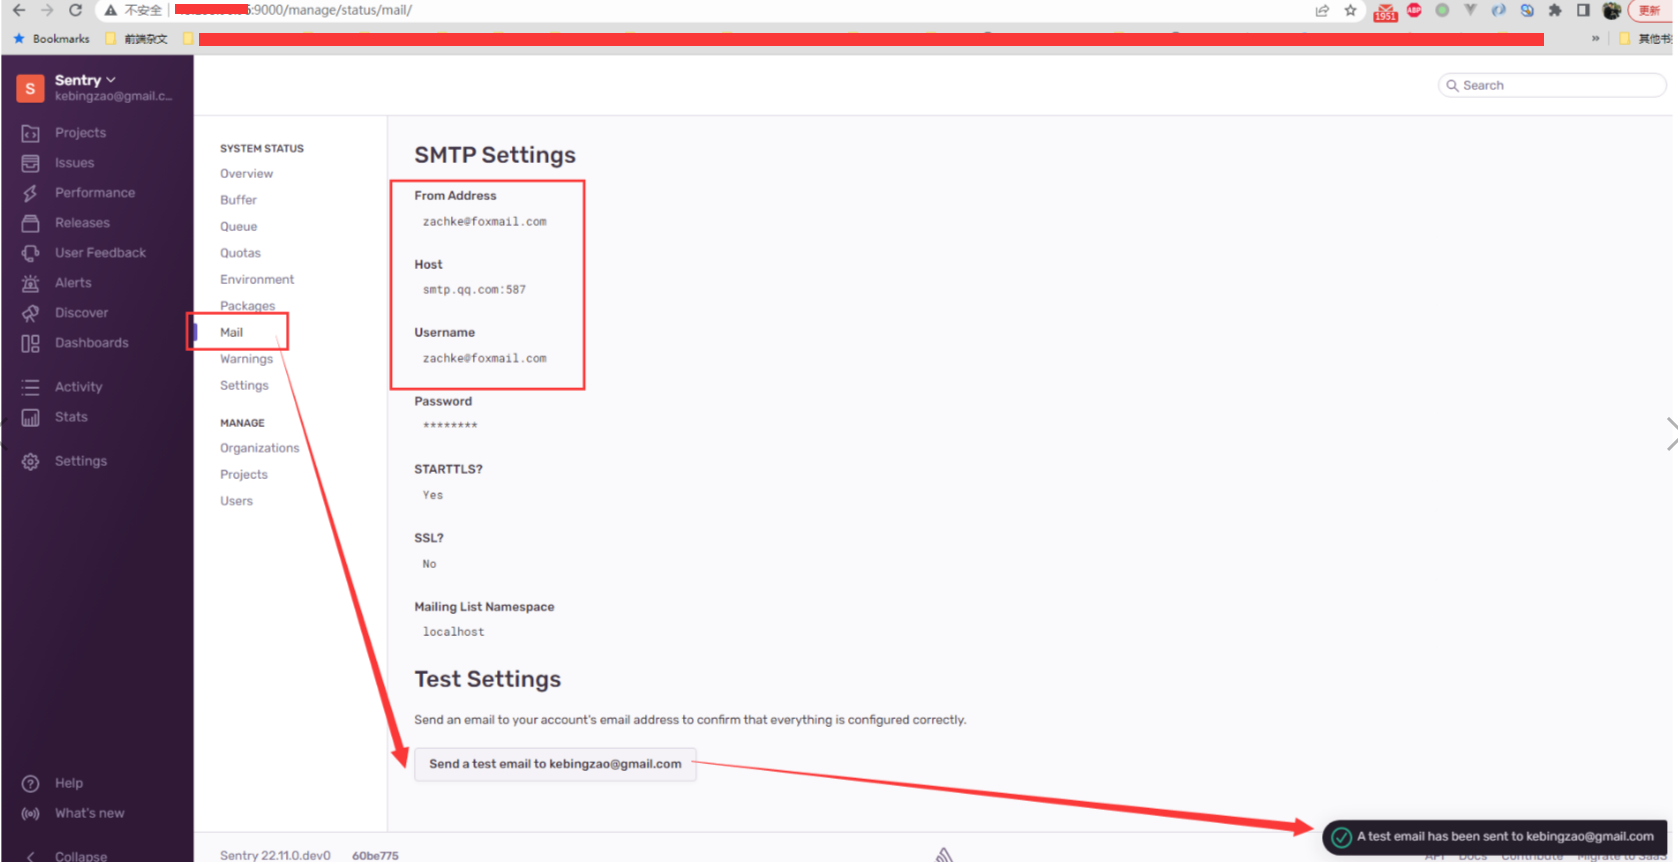 不安全
:9000/manage/status/mail/
1951
ABP
更新
Bookmarks
前端杂文
»
其他书
S
Sentry
kebingzao@gmail.c...
Search
Projects
Issues
Performance
Releases
User Feedback
Alerts
Discover
Dashboards
Activity
Stats
Settings
Help
What's new
Collapse
SYSTEM STATUS
Overview
Buffer
Queue
Quotas
Environment
Packages
Mail
Warnings
Settings
MANAGE
Organizations
Projects
Users
SMTP Settings
From Address
zachke@foxmail.com
Host
smtp.qq.com:587
Username
zachke@foxmail.com
Password
********
STARTTLS?
Yes
SSL?
No
Mailing List Namespace
localhost
Test Settings
Send an email to your account's email address to confirm that everything is configured correctly.
Send a test email to kebingzao@gmail.com
A test email has been sent to kebingzao@gmail.com
Sentry 22.11.0.dev0 60be775
API Docs Contribute Migrate to SaaS